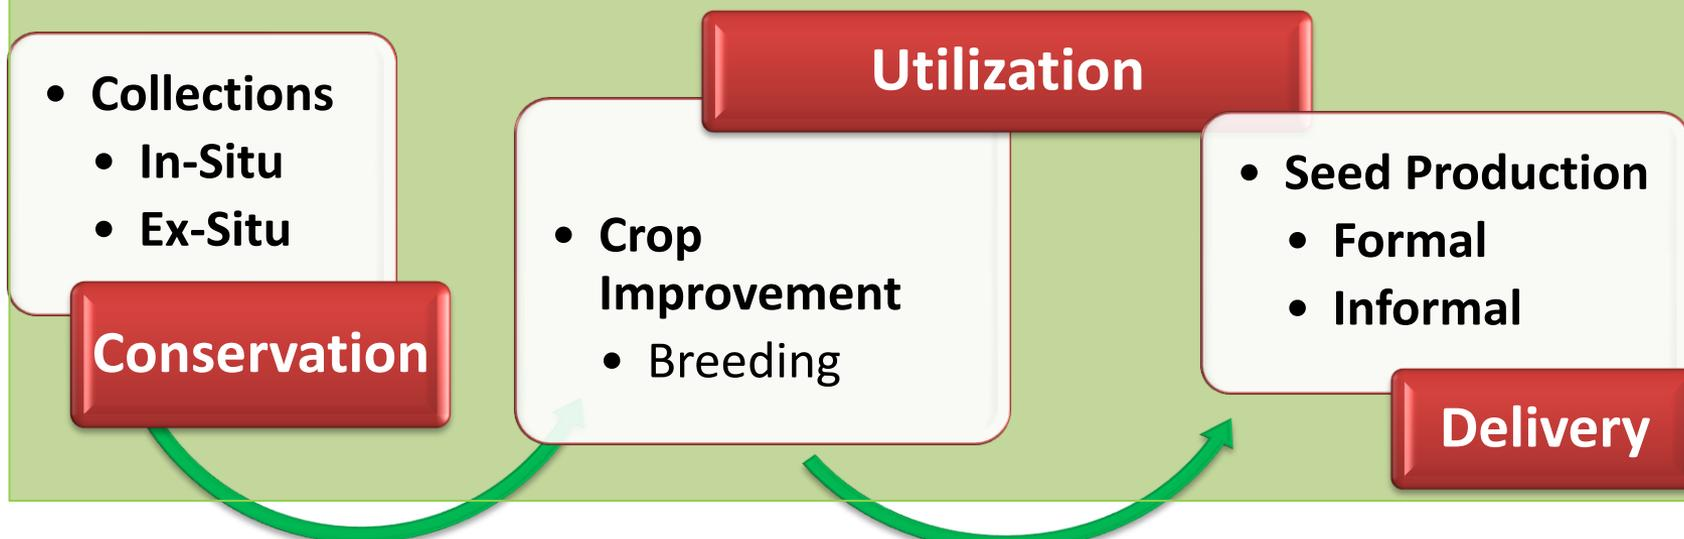 • Collections
• In-Situ
• Ex-Situ
Conservation
Utilization
• Crop
Improvement
• Breeding
• Seed Production
• Formal
• Informal
Delivery